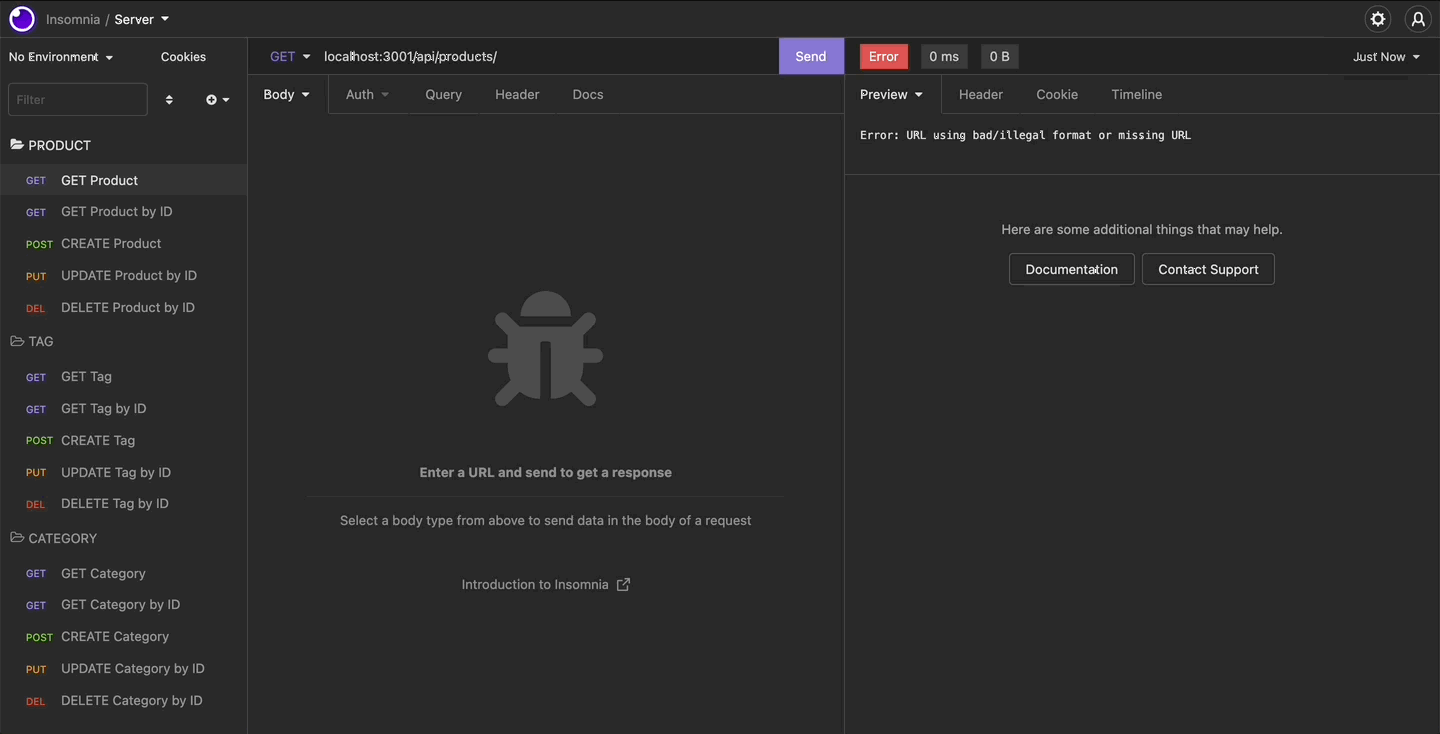 Insomnia / Server
No Environment
Cookies
Filter
PRODUCT
GET GET Product
GET GET Product by ID
POST CREATE Product
PUT UPDATE Product by ID
DEL DELETE Product by ID
TAG
GET GET Tag
GET GET Tag by ID
POST CREATE Tag
PUT UPDATE Tag by ID
DEL DELETE Tag by ID
CATEGORY
GET GET Category
GET GET Category by ID
POST CREATE Category
PUT UPDATE Category by ID
DEL DELETE Category by ID
GET localhost:3001/api/products/ Send
Body Auth Query Header Docs
Enter a URL and send to get a response
Select a body type from above to send data in the body of a request
Introduction to Insomnia
Error 0 ms 0 B Just Now
Preview Header Cookie Timeline
Error: URL using bad/illegal format or missing URL
Here are some additional things that may help.
Documentation Contact Support